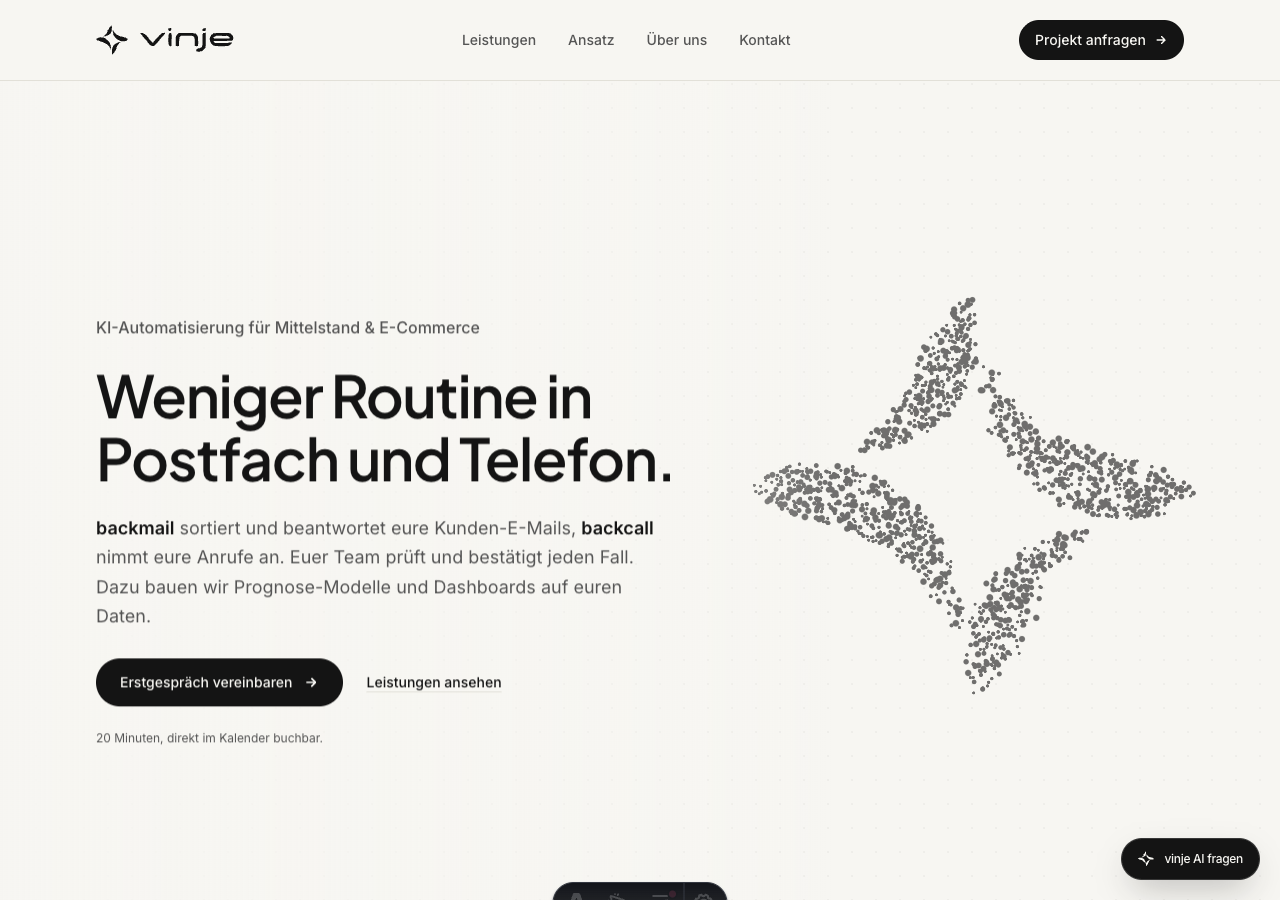 vinje
Leistungen
Ansatz
Über uns
Kontakt
Projekt anfragen →
KI-Automatisierung für Mittelstand & E-Commerce
Weniger Routine in
Postfach und Telefon.
backmail sortiert und beantwortet eure Kunden-E-Mails, backcall
nimmt eure Anrufe an. Euer Team prüft und bestätigt jeden Fall.
Dazu bauen wir Prognose-Modelle und Dashboards auf euren
Daten.
Erstgespräch vereinbaren →
Leistungen ansehen
20 Minuten, direkt im Kalender buchbar.
vinje AI fragen